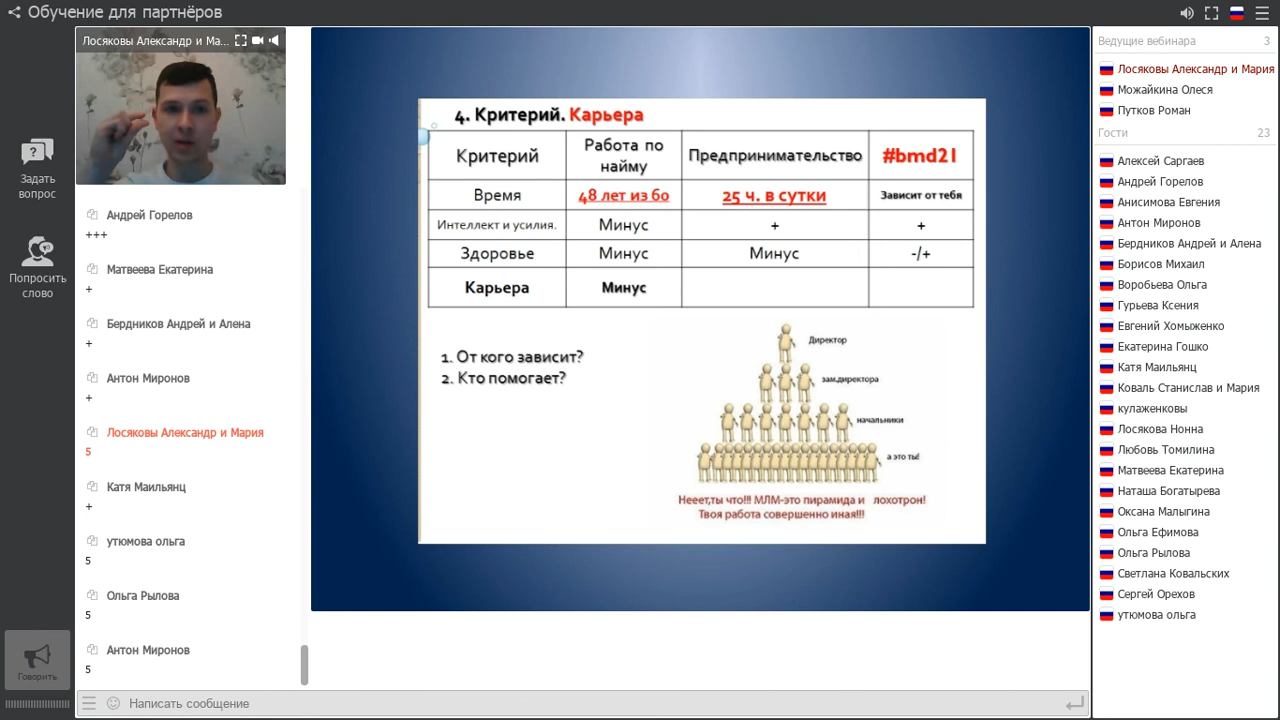 Обучение для партнёров
Лосяковы Александр и Ма...
Задать
вопрос
Попросить
слово
Говорить
Андрей Горелов
+++
Матвеева Екатерина
+
Бердников Андрей и Алена
+
Антон Миронов
+
Лосяковы Александр и Мария
5
Катя Маильянц
+
утюмова ольга
5
Ольга Рылова
5
Антон Миронов
5
Написать сообщение
4. Критерий. Карьера
Критерий Работа по найму Предпринимательство #bmd21
Время 48 лет из 60 25 ч. в сутки Зависит от тебя
Интеллект и усилия. Минус + +
Здоровье Минус Минус -/+
Карьера Минус
1. От кого зависит?
2. Кто помогает?
Директор
зам.директора
начальники
а это ты!
Нееет,ты что!!! МЛМ-это пирамида и лохотрон!
Твоя работа совершенно иная!!!
Ведущие вебинара 3
Лосяковы Александр и Мария
Можайкина Олеся
Путков Роман
Гости 23
Алексей Саргаев
Андрей Горелов
Анисимова Евгения
Антон Миронов
Бердников Андрей и Алена
Борисов Михаил
Воробьева Ольга
Гурьева Ксения
Евгений Хомыженко
Екатерина Гошко
Катя Маильянц
Коваль Станислав и Мария
кулаженковы
Лосякова Нонна
Любовь Томилина
Матвеева Екатерина
Наташа Богатырева
Оксана Малыгина
Ольга Ефимова
Ольга Рылова
Светлана Ковальских
Сергей Орехов
утюмова ольга